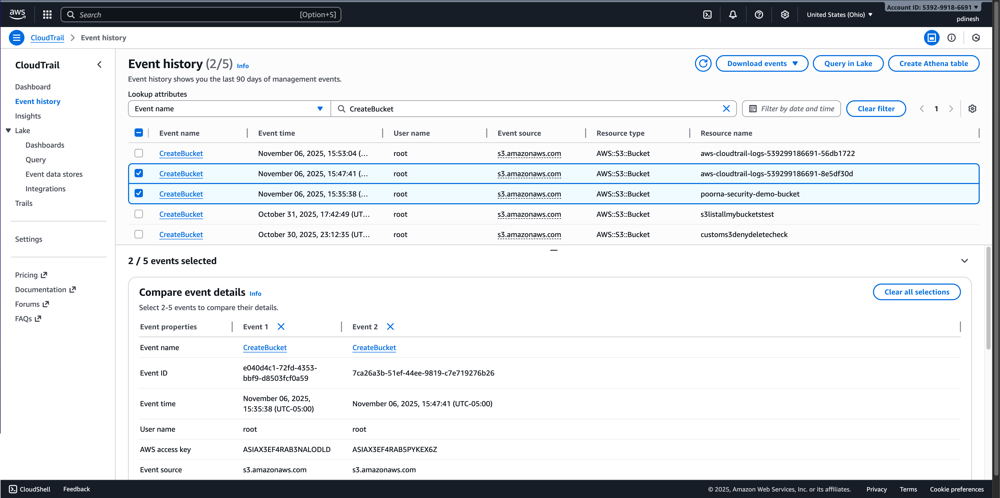 aws
Search [Option+S]
United States (Ohio)
Account ID: 5392-9918-6691
pdinesh
CloudTrail Event history
CloudTrail
Dashboard
Event history
Insights
Lake
Dashboards
Query
Event data stores
Integrations
Trails
Settings
Pricing
Documentation
Forums
FAQs
Event history (2/5) Info
Download events Query in Lake Create Athena table
Event history shows you the last 90 days of management events.
Lookup attributes
Event name CreateBucket Filter by date and time Clear filter 1
Event name Event time User name Event source Resource type Resource name
CreateBucket November 06, 2025, 15:53:04 (... root s3.amazonaws.com AWS::S3::Bucket aws-cloudtrail-logs-539299186691-56db1722
CreateBucket November 06, 2025, 15:47:41 (... root s3.amazonaws.com AWS::S3::Bucket aws-cloudtrail-logs-539299186691-8e5df30d
CreateBucket November 06, 2025, 15:35:38 (... root s3.amazonaws.com AWS::S3::Bucket poorna-security-demo-bucket
CreateBucket October 31, 2025, 17:42:49 (UT... root s3.amazonaws.com AWS::S3::Bucket s3listallmybucketstest
CreateBucket October 30, 2025, 23:12:35 (UT... root s3.amazonaws.com AWS::S3::Bucket customs3denydeletecheck
2 / 5 events selected
Compare event details Info
Clear all selections
Select 2-5 events to compare their details.
Event properties Event 1 Event 2
Event name CreateBucket CreateBucket
Event ID e040d4c1-72fd-4353-
bbf9-d8503fcf0a59 7ca26a3b-51ef-44ee-9819-c7e719276b26
Event time November 06, 2025,
15:35:38 (UTC-05:00) November 06, 2025, 15:47:41 (UTC-05:00)
User name root root
AWS access key ASIAX3EF4RAB3NALODLD ASIAX3EF4RAB5PYKEX6Z
Event source s3.amazonaws.com s3.amazonaws.com
CloudShell Feedback © 2025, Amazon Web Services, Inc. or its affiliates. Privacy Terms Cookie preferences